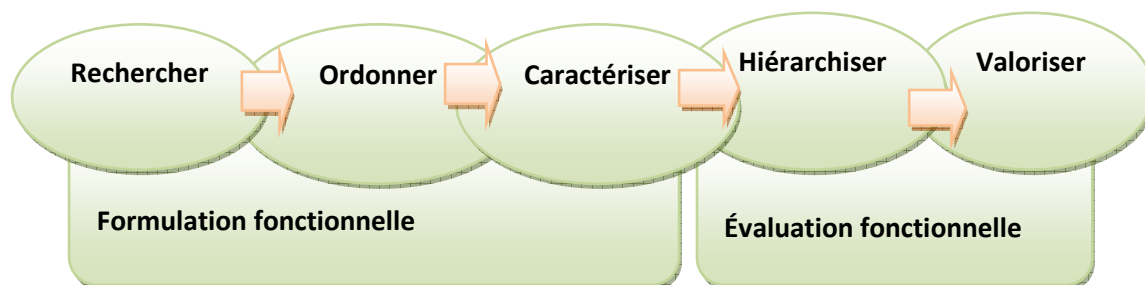 Rechercher
Ordonner
Caractériser
Hiérarchiser
Valoriser
Formulation fonctionnelle
Évaluation fonctionnelle